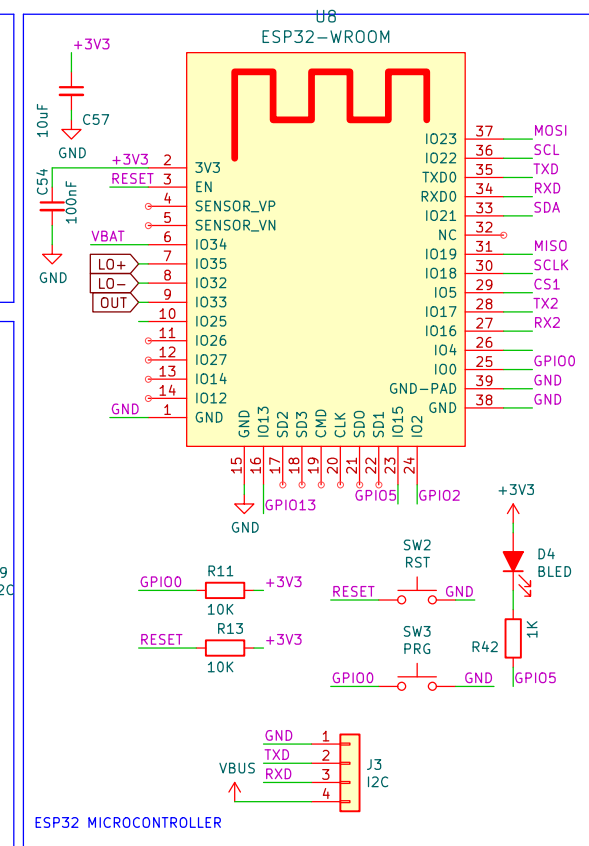 U8
ESP32-WROOM
+3V3
10uF
C57
GND
+3V3 2 3V3
RESET 3 EN
4 SENSOR_VP
5 SENSOR_VN
VBAT 6 IO34
LO+ 7 IO35
LO- 8 IO32
OUT 9 IO33
10 IO25
11 IO26
12 IO27
13 IO14
14 IO12
GND 1 GND
C54
100nF
GND
IO23 37 MOSI
IO22 36 SCL
TXD0 35 TXD
RXD0 34 RXD
IO21 33 SDA
NC 32
IO19 31 MISO
IO18 30 SCLK
IO5 29 CS1
IO17 28 TX2
IO16 27 RX2
IO4 26
IO0 25 GPIO0
GND-PAD 39 GND
GND 38 GND
GND IO13 SD2 SD3 CMD CLK SD0 SD1 IO15 IO2
15 16 17 18 19 20 21 22 23 24
GPIO13 GPIO5 GPIO2
GND
+3V3
D4
BLED
1K
R42
GPIO5
9
R11
GPIO0 +3V3
10K
R13
RESET +3V3
10K
SW2
RST
RESET GND
SW3
PRG
GPIO0 GND
GND 1
TXD 2
RXD 3
VBUS 4
J3
I2C
ESP32 MICROCONTROLLER